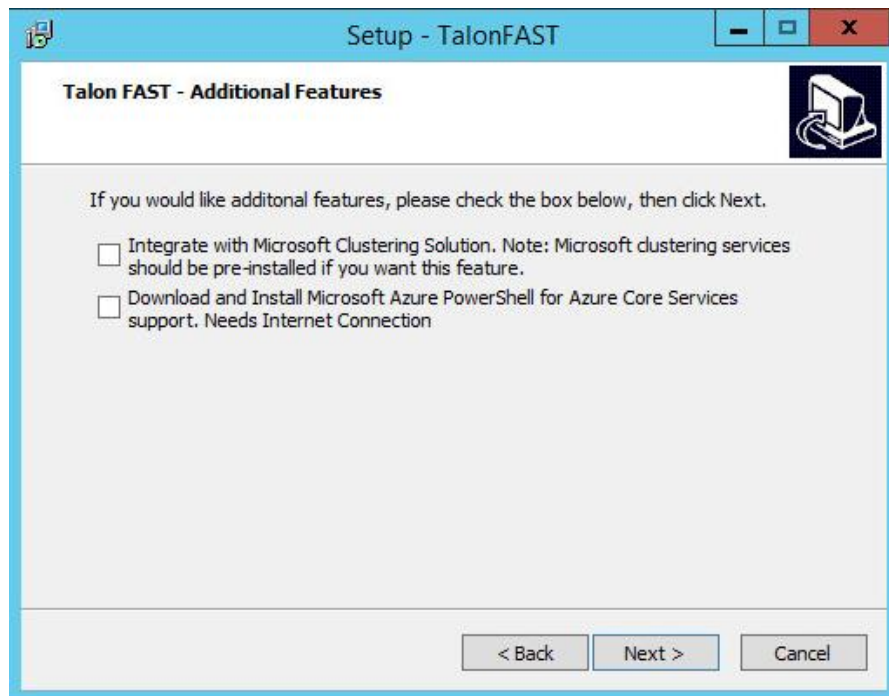 Setup - TalonFAST
Talon FAST - Additional Features
If you would like additonal features, please check the box below, then click Next.
Integrate with Microsoft Clustering Solution. Note: Microsoft clustering services
should be pre-installed if you want this feature.
Download and Install Microsoft Azure PowerShell for Azure Core Services
support. Needs Internet Connection
< Back
Next >
Cancel